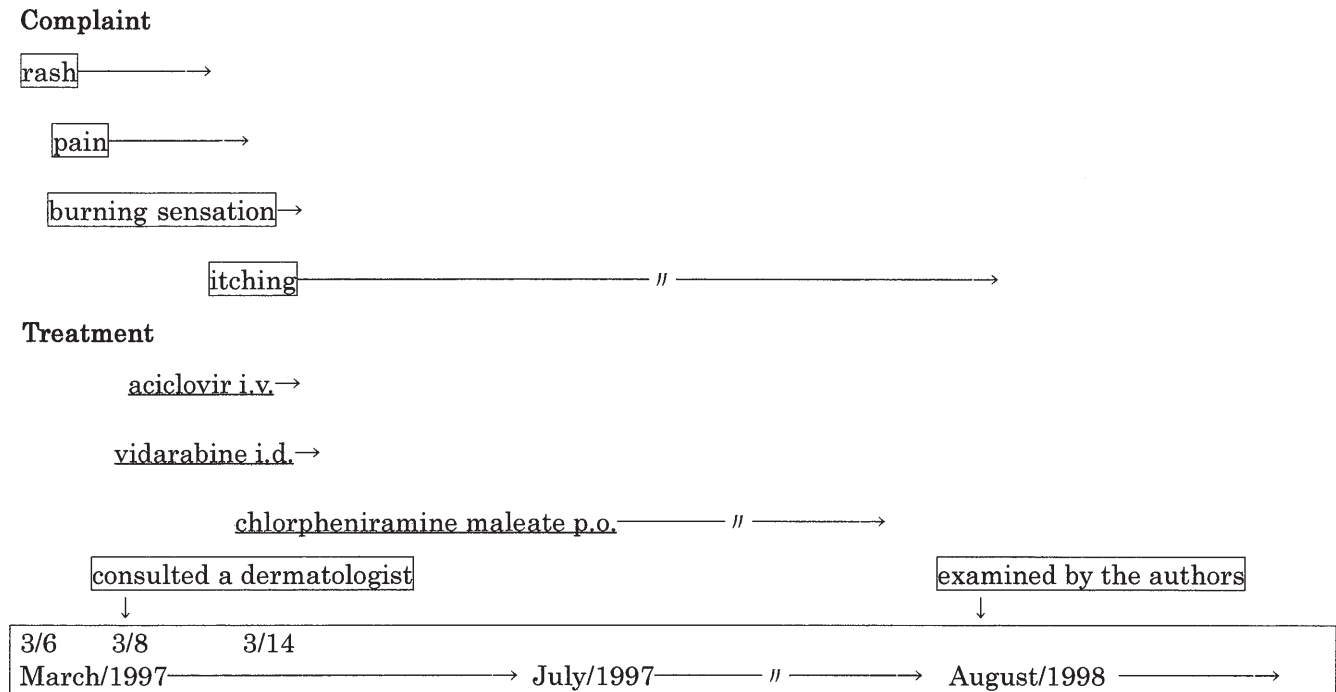 Complaint
rash
pain
burning sensation
itching
Treatment
aciclovir i.v.
vidarabine i.d.
chlorpheniramine maleate p.o.
consulted a dermatologist examined by the authors
3/6 3/8 3/14
March/1997 July/1997 August/1998